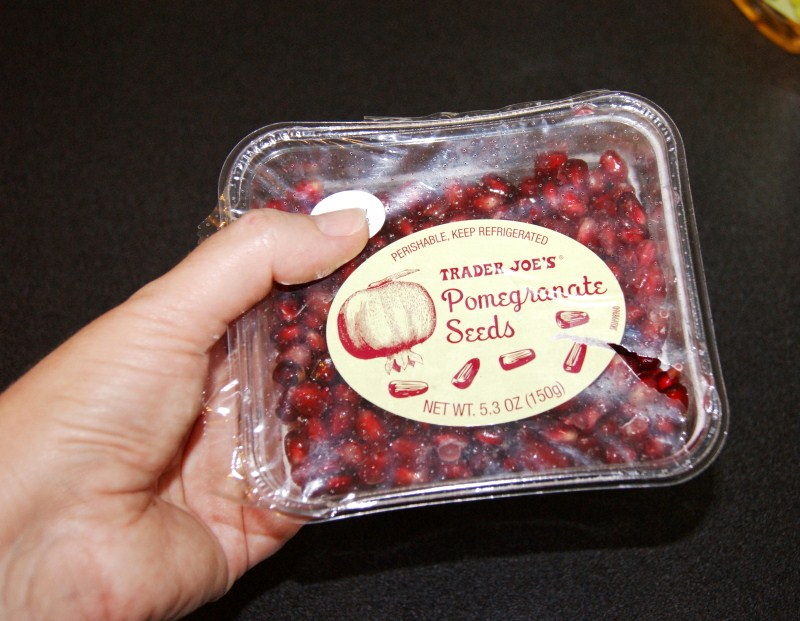 PERISHABLE, KEEP REFRIGERATED
TRADER JOE'S®
Pomegranate
Seeds
NET WT. 5.3 OZ (150g)